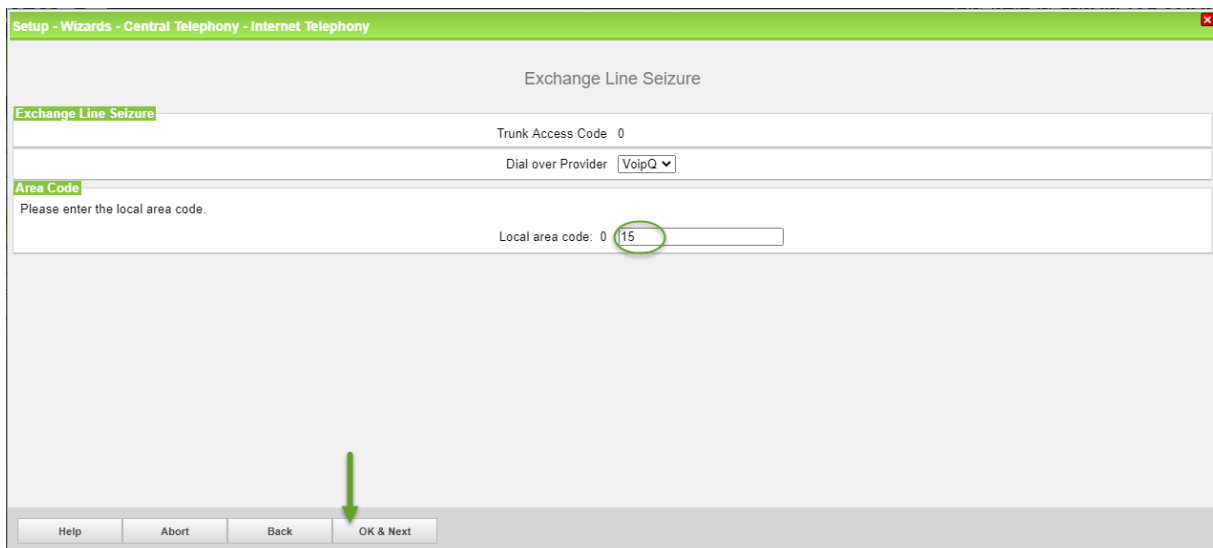 Setup - Wizards - Central Telephony - Internet Telephony
Exchange Line Seizure
Exchange Line Seizure
Trunk Access Code 0
Dial over Provider VoipQ
Area Code
Please enter the local area code.
Local area code: 0 15
Help Abort Back OK & Next